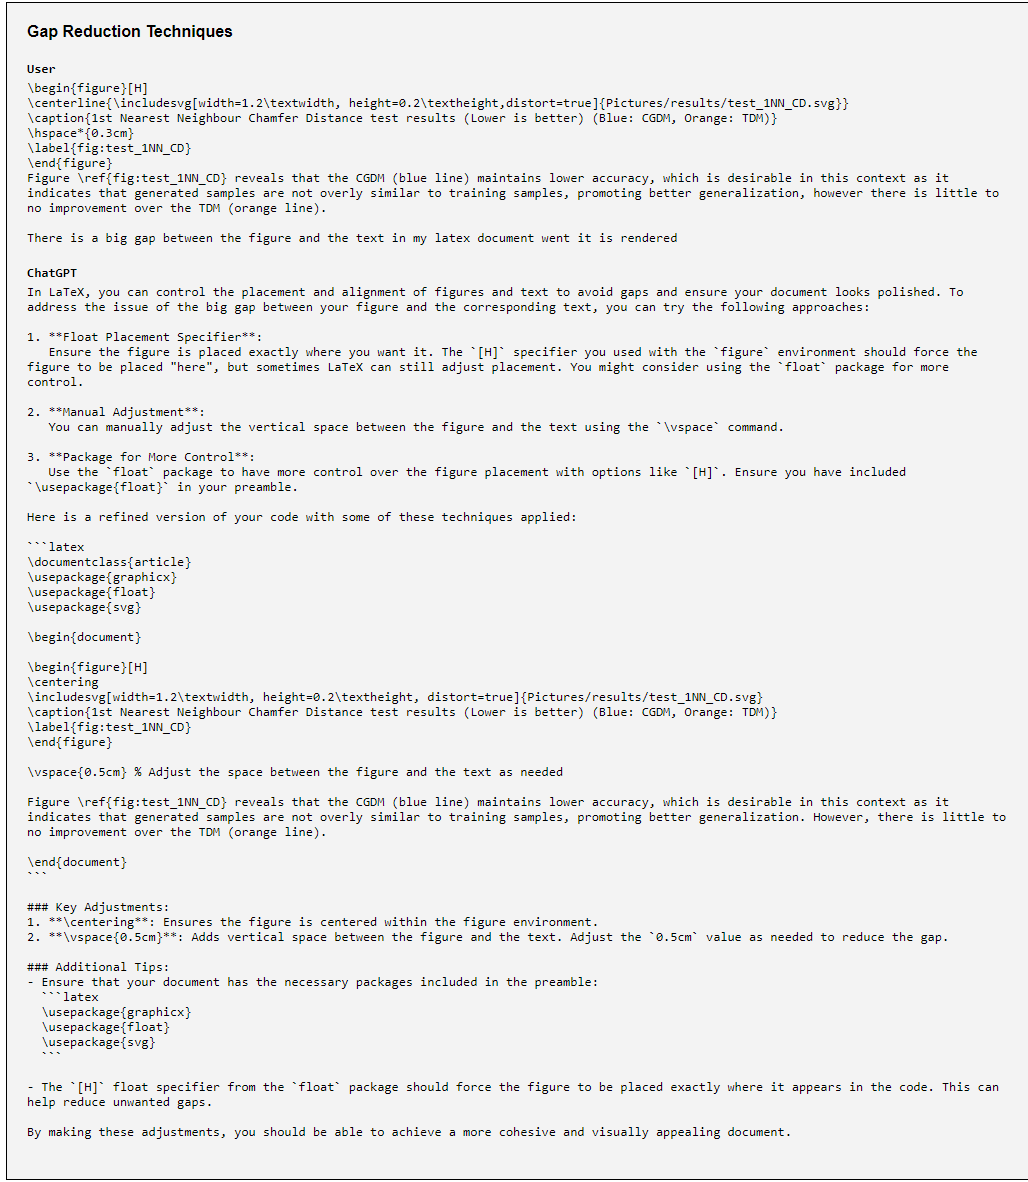 Gap Reduction Techniques
User
\begin{figure}[H]
\centerline{\includesvg[width=1.2\textwidth, height=0.2\textheight,distort=true]{Pictures/results/test_1NN_CD.svg}}
\caption{1st Nearest Neighbour Chamfer Distance test results (Lower is better) (Blue: CGDM, Orange: TDM)}
\hspace*{0.3cm}
\label{fig:test_1NN_CD}
\end{figure}
Figure \ref{fig:test_1NN_CD} reveals that the CGDM (blue line) maintains lower accuracy, which is desirable in this context as it
indicates that generated samples are not overly similar to training samples, promoting better generalization, however there is little to
no improvement over the TDM (orange line).

There is a big gap between the figure and the text in my latex document went it is rendered

ChatGPT
In LaTeX, you can control the placement and alignment of figures and text to avoid gaps and ensure your document looks polished. To
address the issue of the big gap between your figure and the corresponding text, you can try the following approaches:

1. **Float Placement Specifier**:
   Ensure the figure is placed exactly where you want it. The `[H]` specifier you used with the `figure` environment should force the
figure to be placed "here", but sometimes LaTeX can still adjust placement. You might consider using the `float` package for more
control.

2. **Manual Adjustment**:
   You can manually adjust the vertical space between the figure and the text using the `\vspace` command.

3. **Package for More Control**:
   Use the `float` package to have more control over the figure placement with options like `[H]`. Ensure you have included
`\usepackage{float}` in your preamble.

Here is a refined version of your code with some of these techniques applied:

```latex
\documentclass{article}
\usepackage{graphicx}
\usepackage{float}
\usepackage{svg}

\begin{document}

\begin{figure}[H]
\centering
\includesvg[width=1.2\textwidth, height=0.2\textheight, distort=true]{Pictures/results/test_1NN_CD.svg}
\caption{1st Nearest Neighbour Chamfer Distance test results (Lower is better) (Blue: CGDM, Orange: TDM)}
\label{fig:test_1NN_CD}
\end{figure}

\vspace{0.5cm} % Adjust the space between the figure and the text as needed

Figure \ref{fig:test_1NN_CD} reveals that the CGDM (blue line) maintains lower accuracy, which is desirable in this context as it
indicates that generated samples are not overly similar to training samples, promoting better generalization. However, there is little to
no improvement over the TDM (orange line).

\end{document}
```

### Key Adjustments:
1. **\centering**: Ensures the figure is centered within the figure environment.
2. **\vspace{0.5cm}**: Adds vertical space between the figure and the text. Adjust the `0.5cm` value as needed to reduce the gap.

### Additional Tips:
- Ensure that your document has the necessary packages included in the preamble:
  ```latex
  \usepackage{graphicx}
  \usepackage{float}
  \usepackage{svg}
  ```

- The `[H]` float specifier from the `float` package should force the figure to be placed exactly where it appears in the code. This can
help reduce unwanted gaps.

By making these adjustments, you should be able to achieve a more cohesive and visually appealing document.